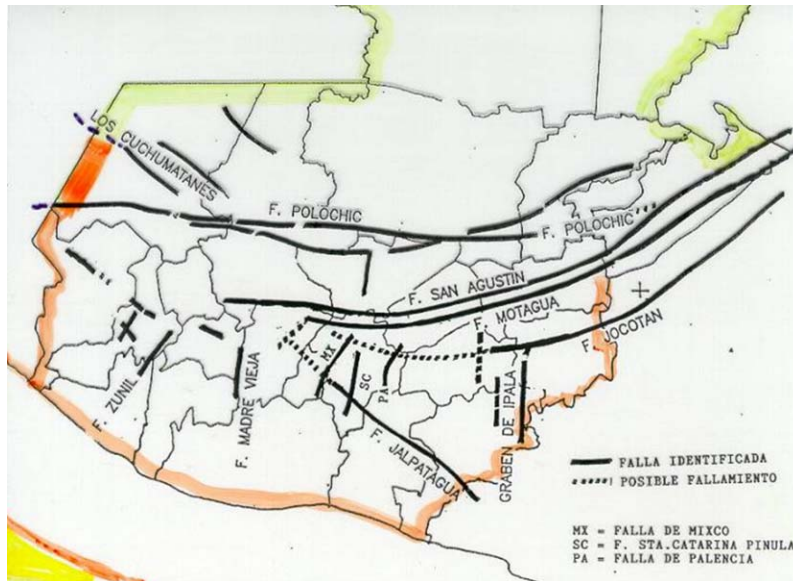 LOS CUCHUMATANES
F. POLOCHIC
F. POLOCHIC
F. SAN AGUSTIN
F. MOTAGUA
F. JOCOTAN
MX
SC
PA
F. ZUNIL
F. MADRE VIEJA
F. JALPATAGUA
GRABEN DE IPALA
FALLA IDENTIFICADA
POSIBLE FALLAMIENTO
MX = FALLA DE MIXCO
SC = F. STA.CATARINA PINULA
PA = FALLA DE PALENCIA